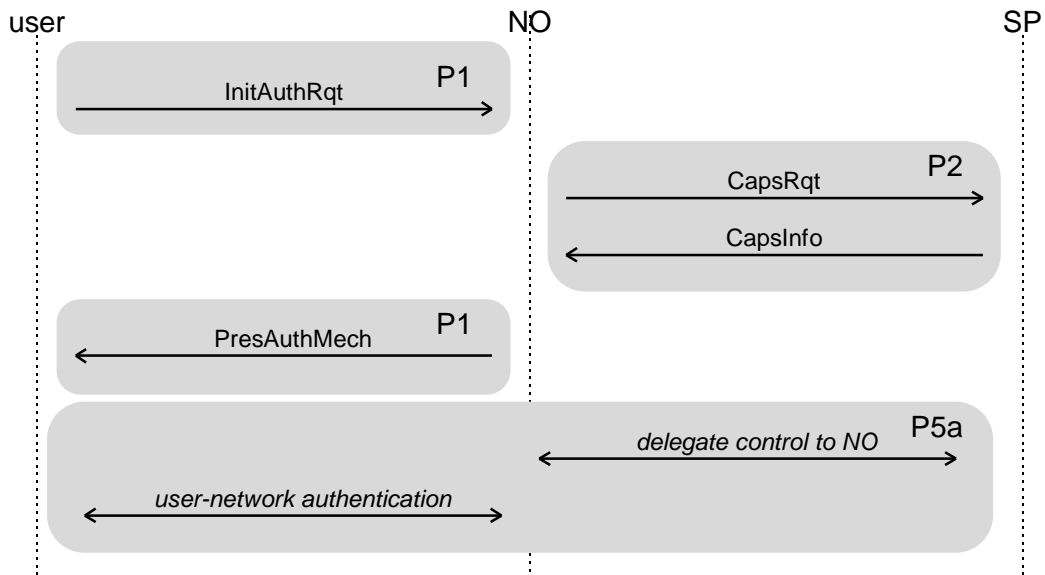 user NO SP
P1
InitAuthRqt
P2
CapsRqt
CapsInfo
P1
PresAuthMech
P5a
delegate control to NO
user-network authentication